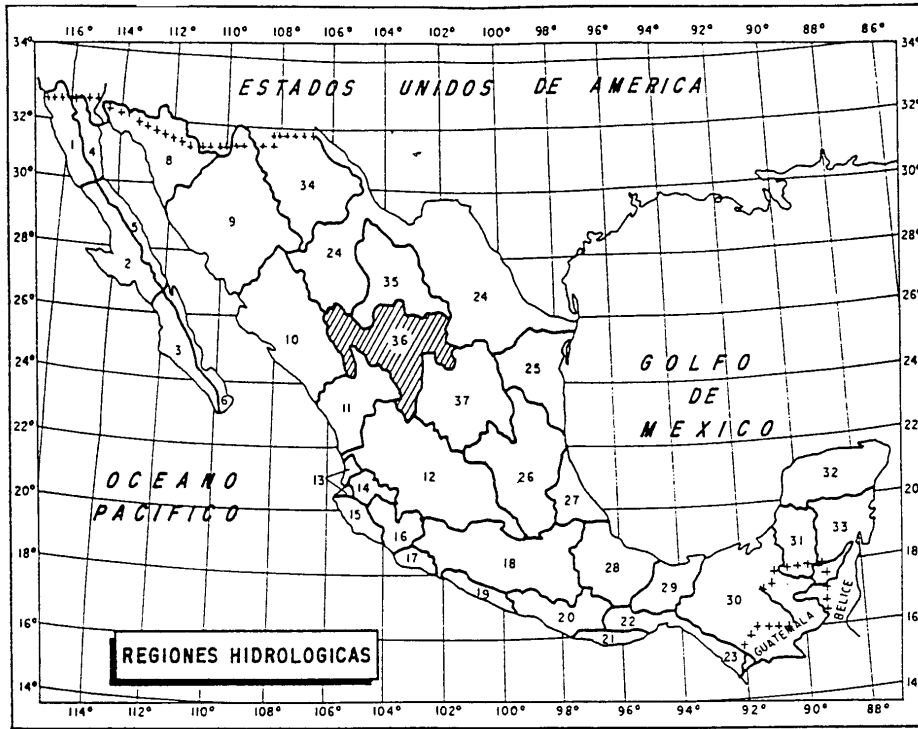 116° 114° 112° 110° 108° 106° 104° 102° 100° 98° 96° 94° 92° 90° 88° 86°
34° 34°
ESTADOS UNIDOS DE AMERICA
32° 32°
1 4 8
30° 34 30°
9
5 24
28° 2 35 28°
24
26° 36 26°
10
3 25
24° GOLFO 24°
6 11 37 DE
22° MEXICO 22°
OCEANO 13 14 12 26 32
20° PACIFICO 27 20°
15 16 31 33
18° 17 18 28 29 18°
19 30 BELICE
16° 20 22 GUATEMALA 16°
21 23
REGIONES HIDROLOGICAS
14° 14°
114° 112° 110° 108° 106° 104° 102° 100° 98° 96° 94° 92° 90° 88°